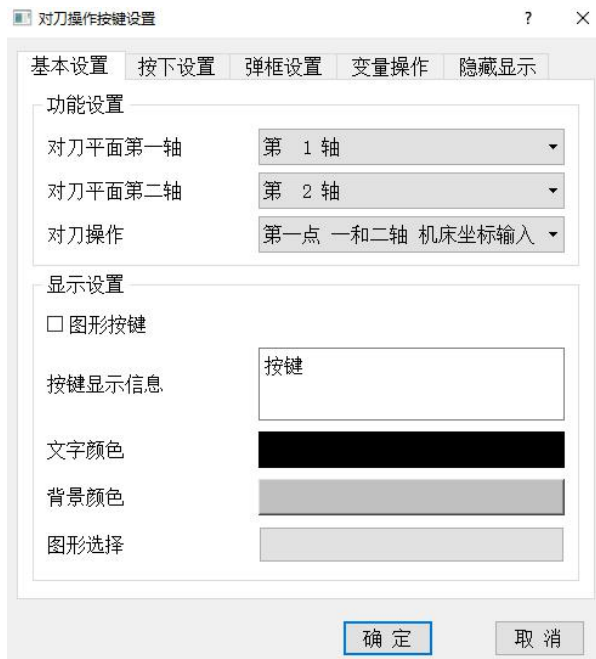 对刀操作按键设置
基本设置 按下设置 弹框设置 变量操作 隐藏显示
功能设置
对刀平面第一轴 第 1 轴
对刀平面第二轴 第 2 轴
对刀操作 第一点 一和二轴 机床坐标输入
显示设置
图形按键
按键显示信息 按键
文字颜色
背景颜色
图形选择
确 定 取 消